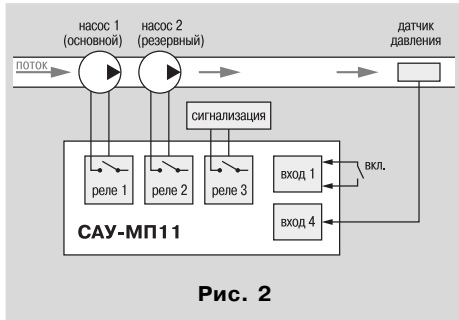 насос 1
(основной)
насос 2
(резервный)
датчик
давления
поток
сигнализация
реле 1
реле 2
реле 3
вход 1
вкл.
вход 4
САУ-МП11
Рис. 2